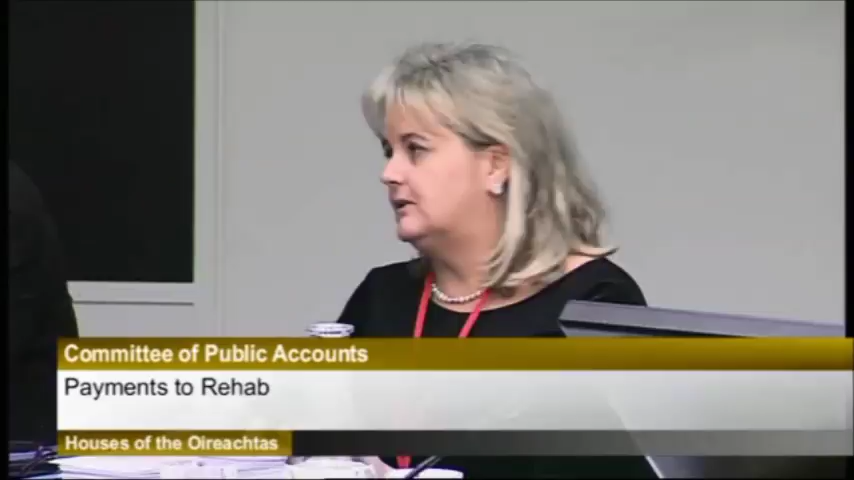 Committee of Public Accounts
Payments to Rehab
Houses of the Oireachtas